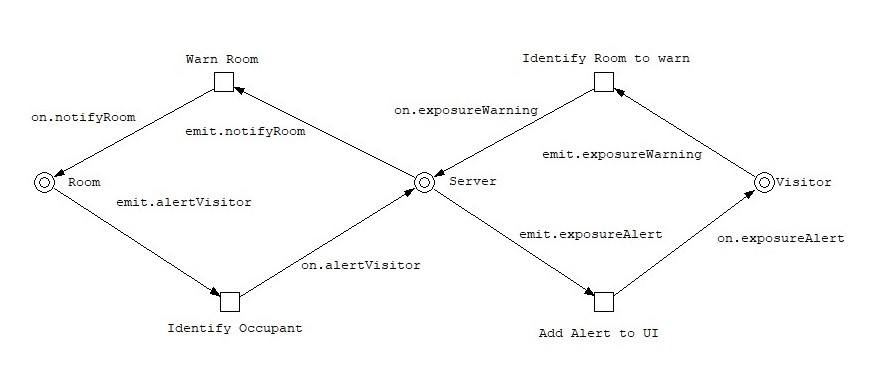 Warn Room
Identify Room to warn
on.notifyRoom
emit.notifyRoom
on.exposureWarning
emit.exposureWarning
Room
Server
Visitor
emit.alertVisitor
on.alertVisitor
emit.exposureAlert
on.exposureAlert
Identify Occupant
Add Alert to UI